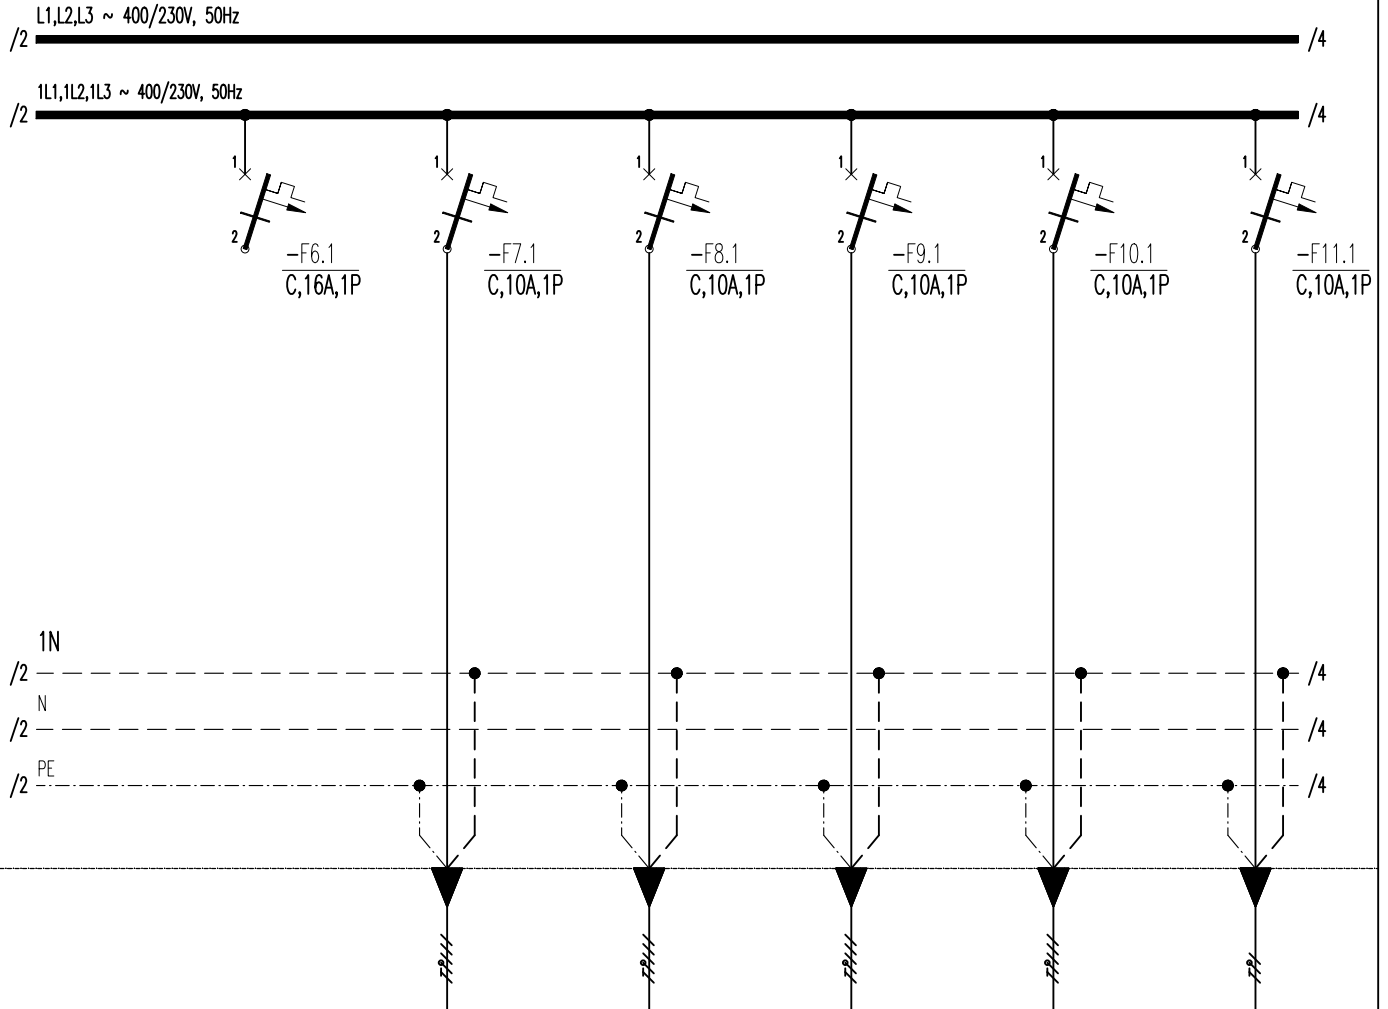 L1,L2,L3 ~ 400/230V, 50Hz
/2 /4
1L1,1L2,1L3 ~ 400/230V, 50Hz
/2 /4
1 1 1 1 1 1
2 2 2 2 2 2
-F6.1 -F7.1 -F8.1 -F9.1 -F10.1 -F11.1
C,16A,1P C,10A,1P C,10A,1P C,10A,1P C,10A,1P C,10A,1P
1N
/2 /4
N
/2 /4
PE
/2 /4